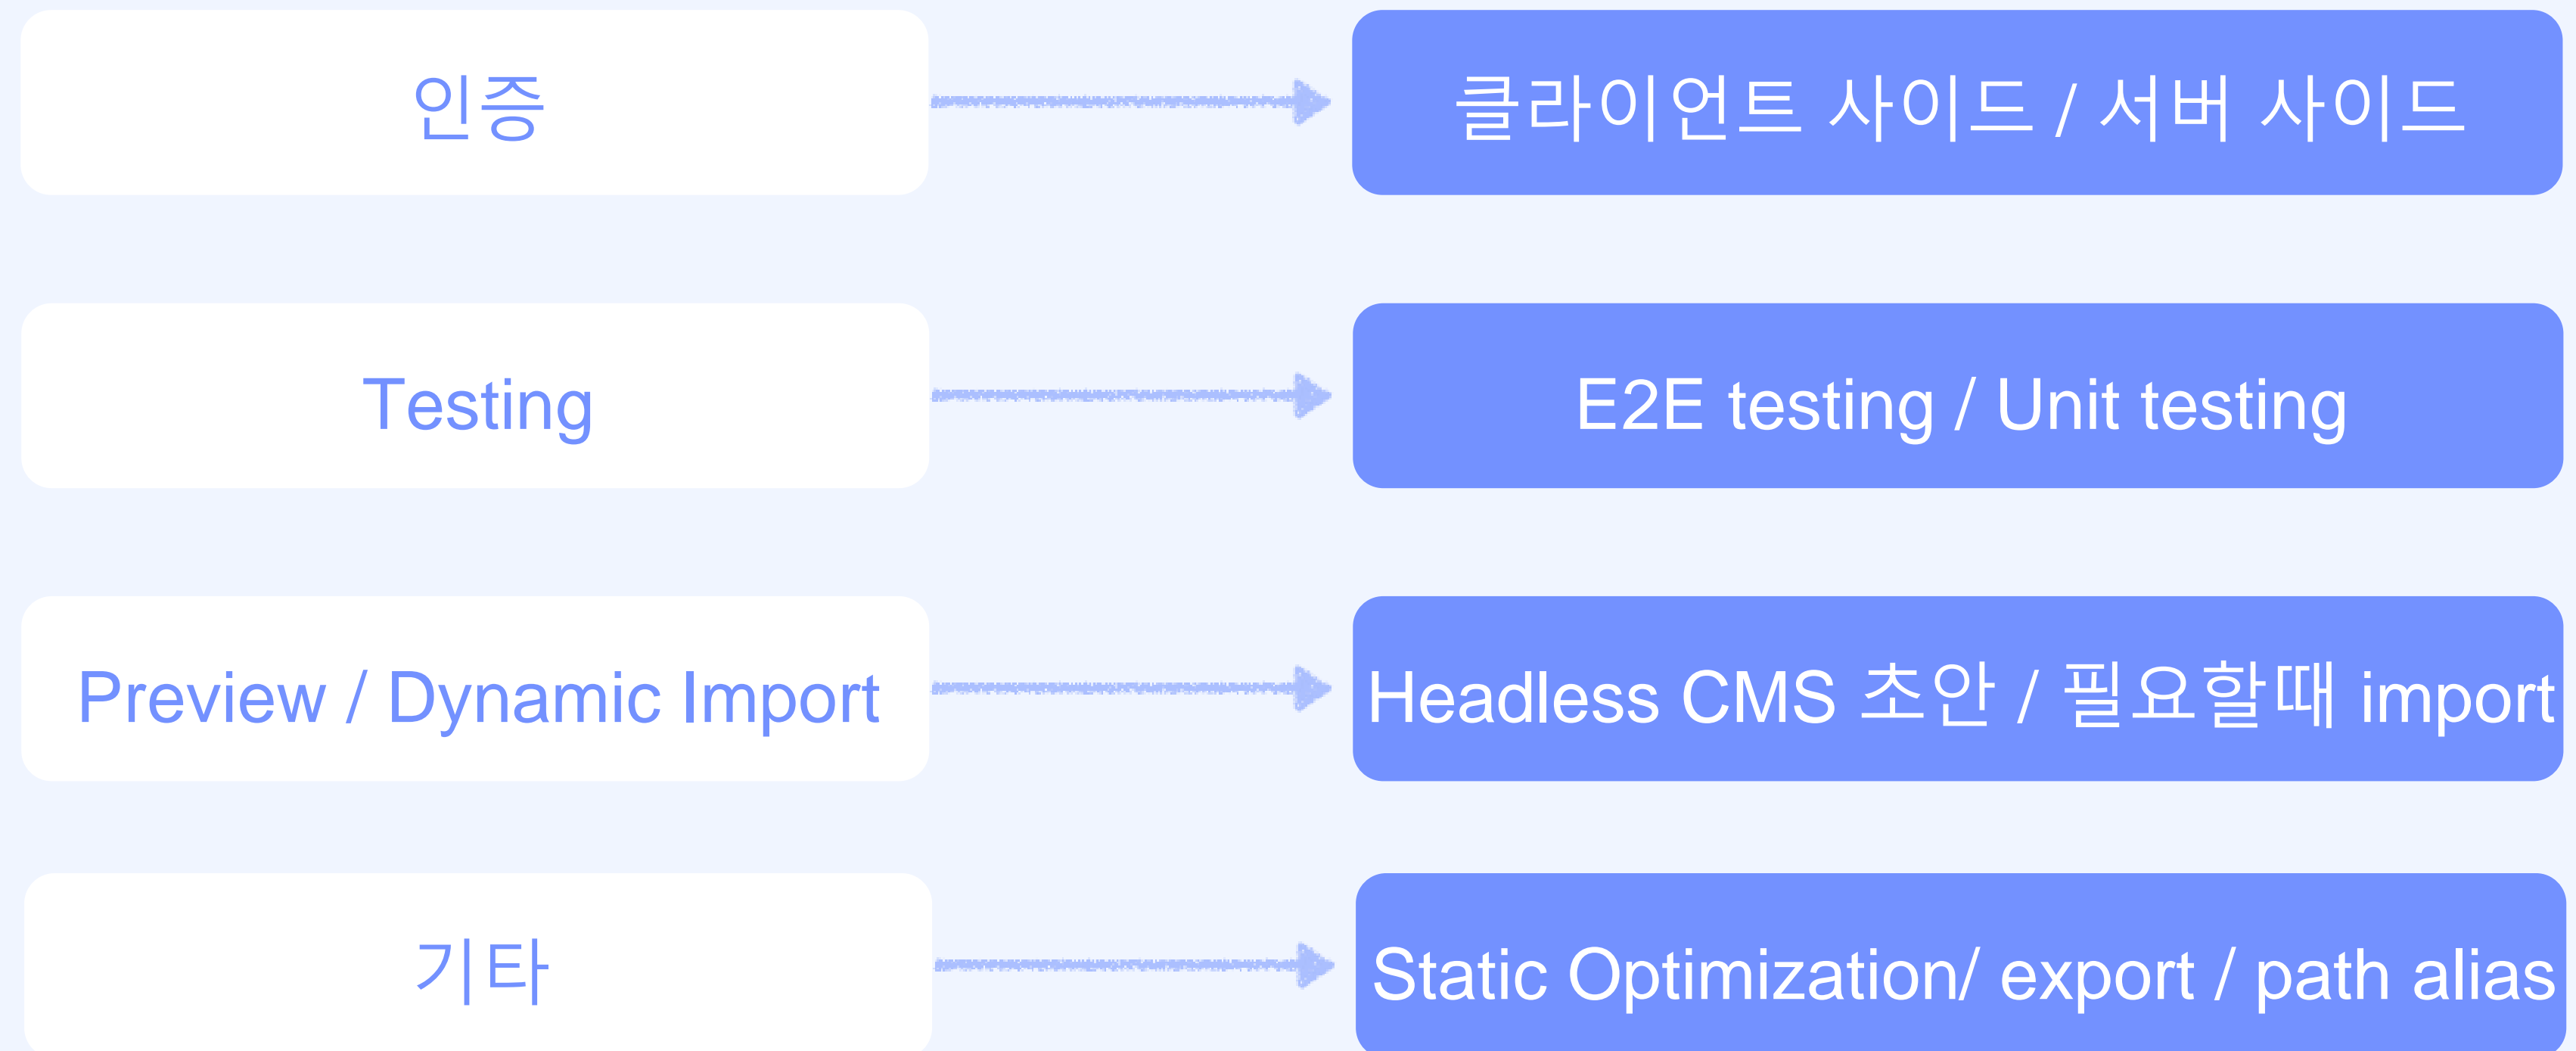 인증
클라이언트 사이드 / 서버 사이드
Testing
E2E testing / Unit testing
Preview / Dynamic Import
Headless CMS 초안 / 필요할때 import
기타
Static Optimization/ export / path alias